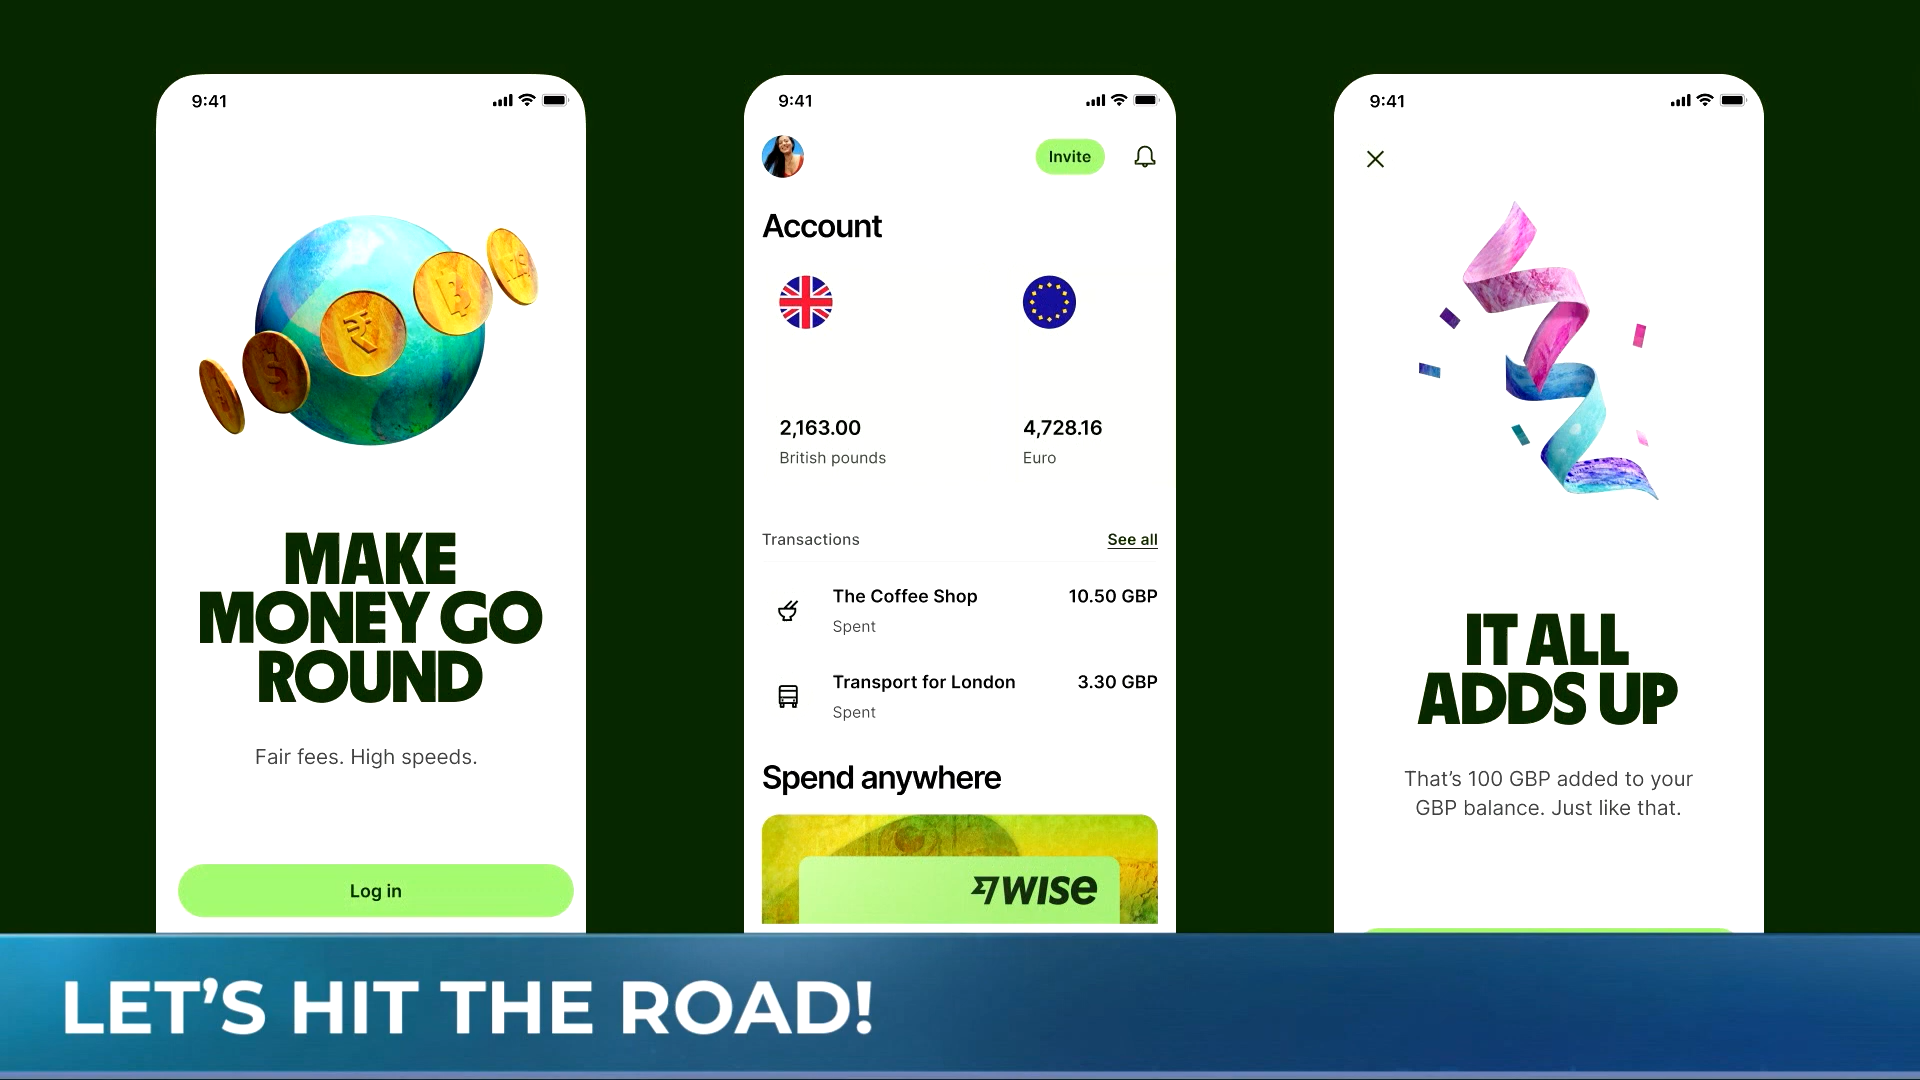 9:41
MAKE
MONEY GO
ROUND
Fair fees. High speeds.
Log in
9:41
Invite
Account
2,163.00
British pounds
4,728.16
Euro
Transactions
See all
The Coffee Shop
10.50 GBP
Spent
Transport for London
3.30 GBP
Spent
Spend anywhere
WISE
9:41
IT ALL
ADDS UP
That’s 100 GBP added to your
GBP balance. Just like that.
LET’S HIT THE ROAD!